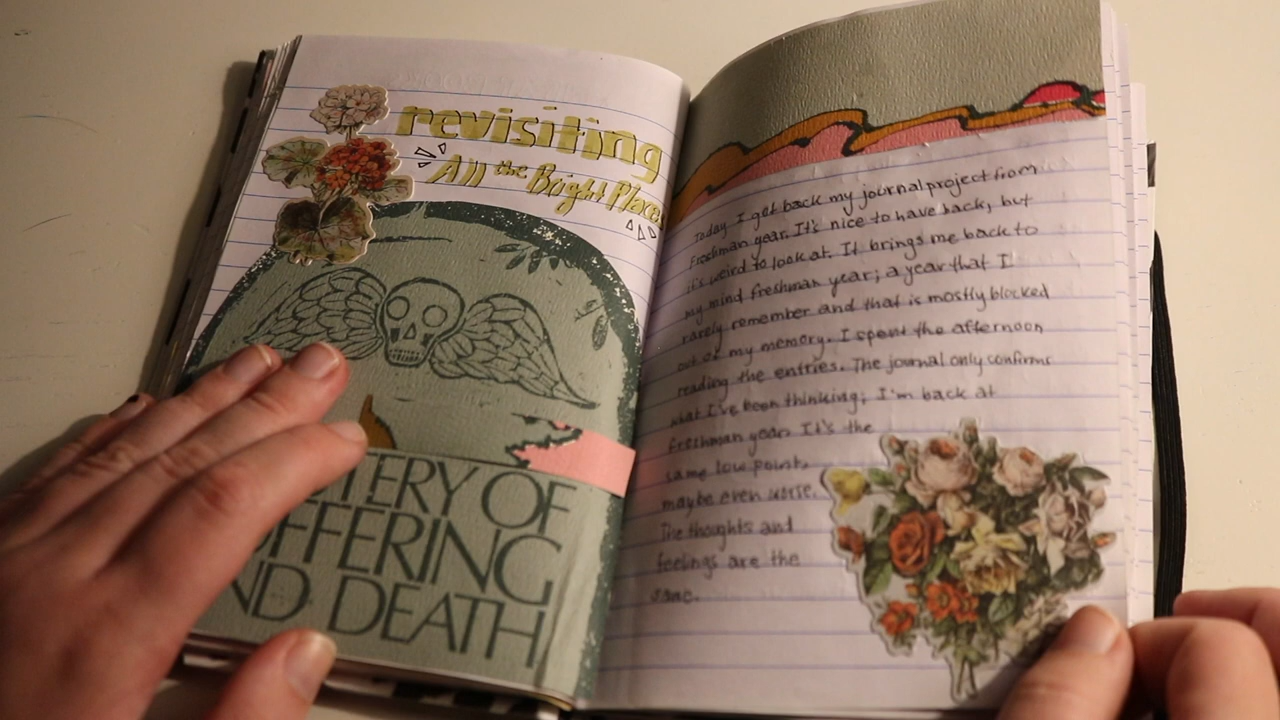 revisiting
All the Bright Places
TERY OF
FFERING
ND DEATH
Today I got back my journal project from
Freshman year. It's nice to have back, but
it's weird to look at. It brings me back to
my mind freshman year; a year that I
rarely remember and that is mostly blocked
out of my memory. I spent the afternoon
reading the entries. The journal only confirms
what I've been thinking; I'm back at
freshman year. It's the
same low point,
maybe even worse.
The thoughts and
feelings are the
same.